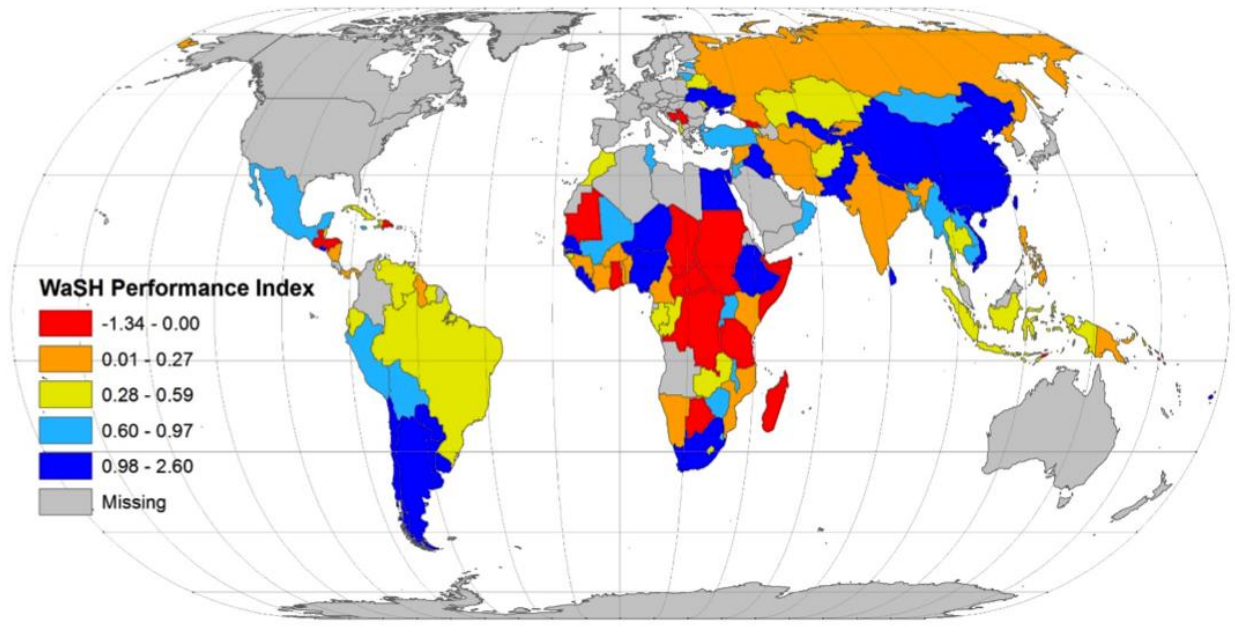 WaSH Performance Index
-1.34 - 0.00
0.01 - 0.27
0.28 - 0.59
0.60 - 0.97
0.98 - 2.60
Missing